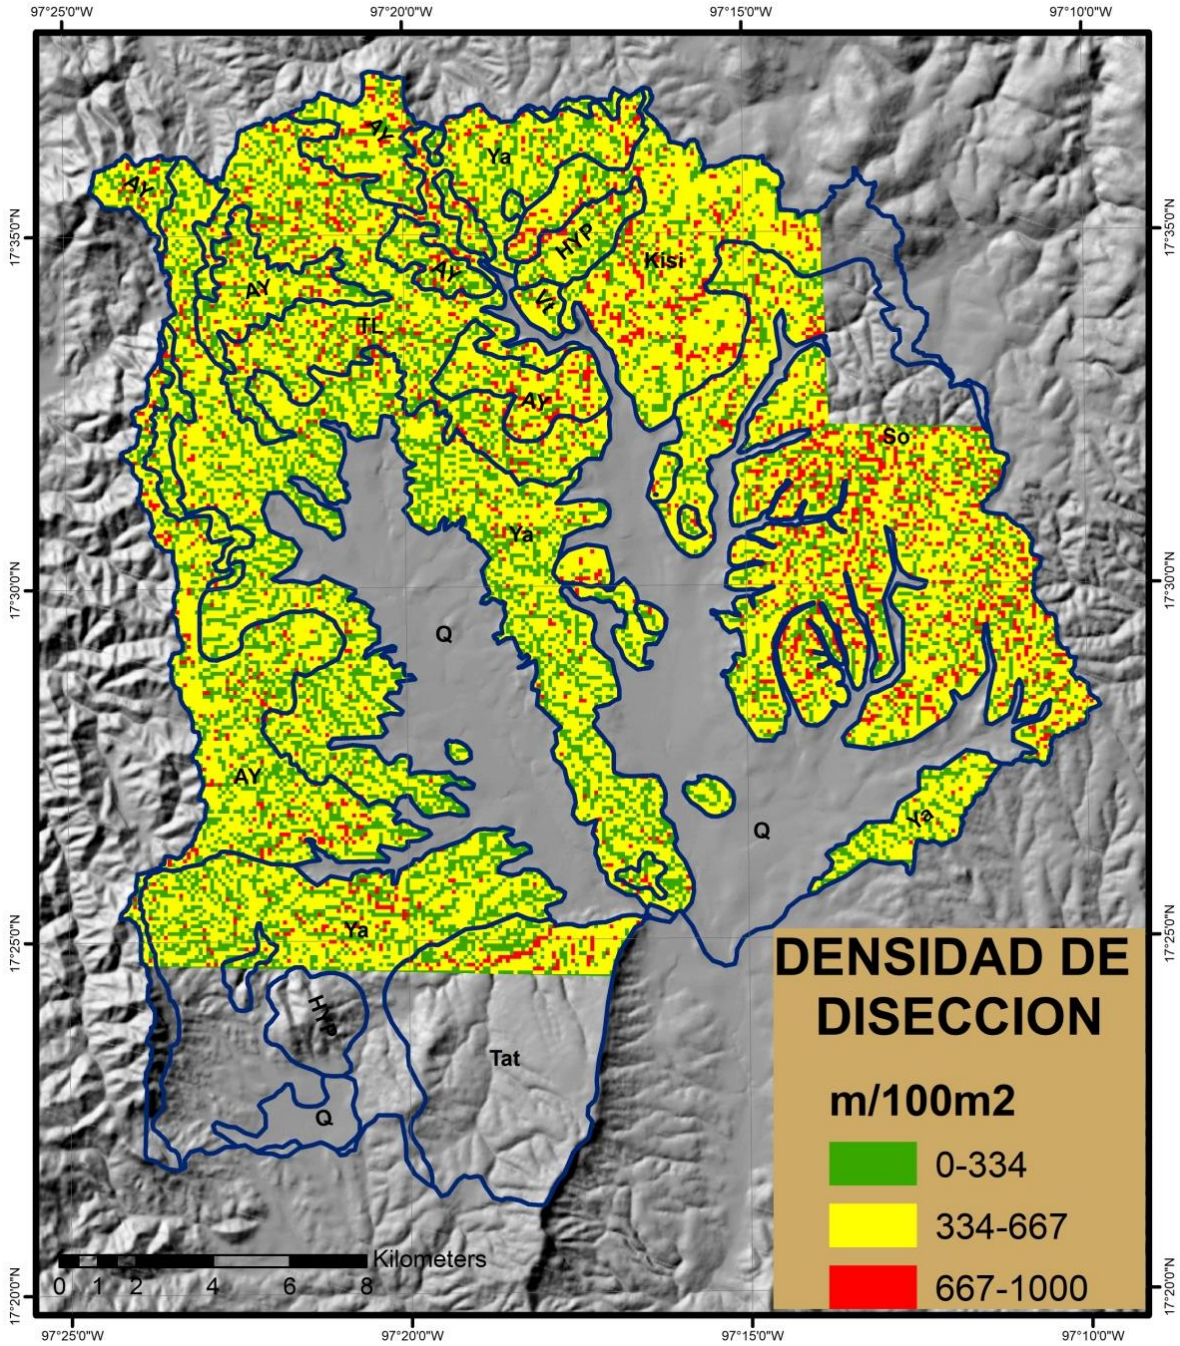 97°25'0"W 97°20'0"W 97°15'0"W 97°10'0"W
AY
Ya
AY
17°35'0"N 17°35'0"N
HYP
Kisi
AY
AY
Vt
TL
AY
So
Ya
17°30'0"N 17°30'0"N
Q
AY
Ya
Q
Ya
17°25'0"N 17°25'0"N
DENSIDAD DE
DISECCION
HYP
Tat
m/100m2
Q
0-334
334-667
667-1000
Kilometers
0 1 2 4 6 8
17°20'0"N 17°20'0"N
97°25'0"W 97°20'0"W 97°15'0"W 97°10'0"W